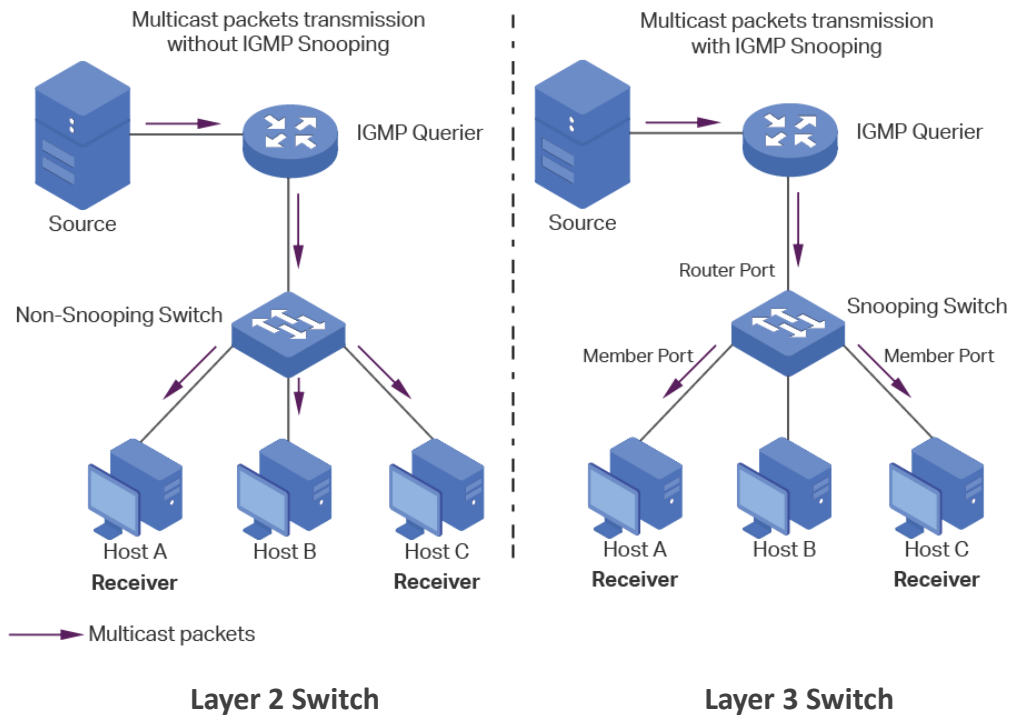 Multicast packets transmission
without IGMP Snooping
IGMP Querier
Source
Non-Snooping Switch
Host A
Receiver
Host B
Host C
Receiver
Multicast packets
Layer 2 Switch
Multicast packets transmission
with IGMP Snooping
IGMP Querier
Source
Router Port
Snooping Switch
Member Port
Member Port
Host A
Receiver
Host B
Host C
Receiver
Layer 3 Switch